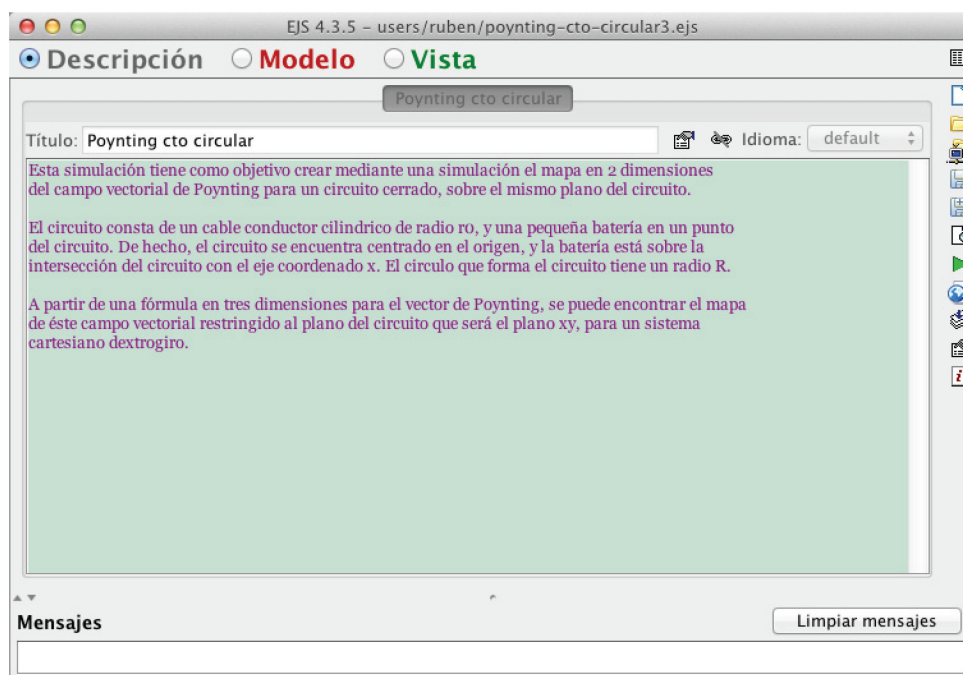 EJS 4.3.5 – users/ruben/poynting-cto-circular3.ejs
Descripción Modelo Vista
Poynting cto circular
Título: Poynting cto circular Idioma: default
Esta simulación tiene como objetivo crear mediante una simulación el mapa en 2 dimensiones
del campo vectorial de Poynting para un circuito cerrado, sobre el mismo plano del circuito.
El circuito consta de un cable conductor cilindrico de radio r0, y una pequeña batería en un punto
del circuito. De hecho, el circuito se encuentra centrado en el origen, y la batería está sobre la
intersección del circuito con el eje coordenado x. El circulo que forma el circuito tiene un radio R.
A partir de una fórmula en tres dimensiones para el vector de Poynting, se puede encontrar el mapa
de éste campo vectorial restringido al plano del circuito que será el plano xy, para un sistema
cartesiano dextrogiro.
Mensajes Limpiar mensajes